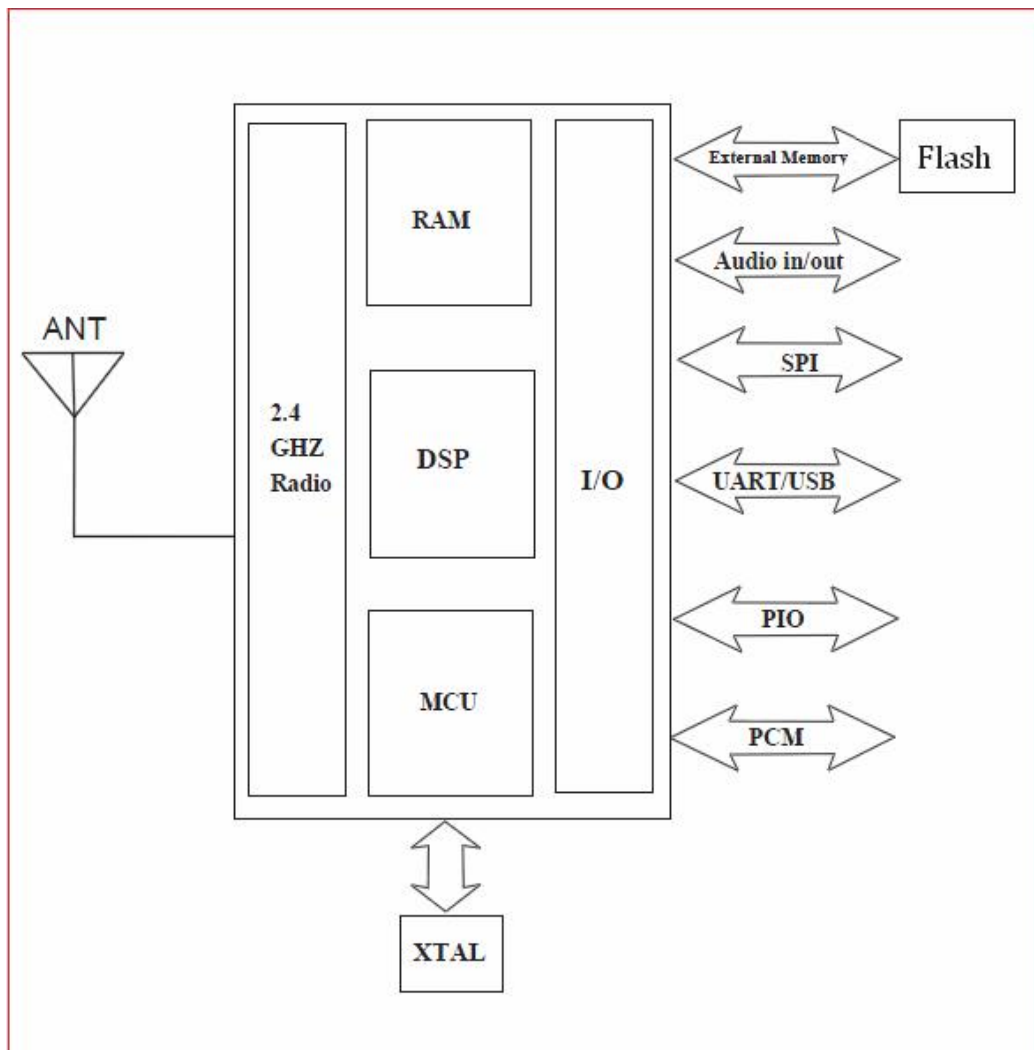 External Memory
Flash
RAM
Audio in/out
ANT
SPI
2.4
GHZ
Radio
DSP
I/O
UART/USB
PIO
MCU
PCM
XTAL